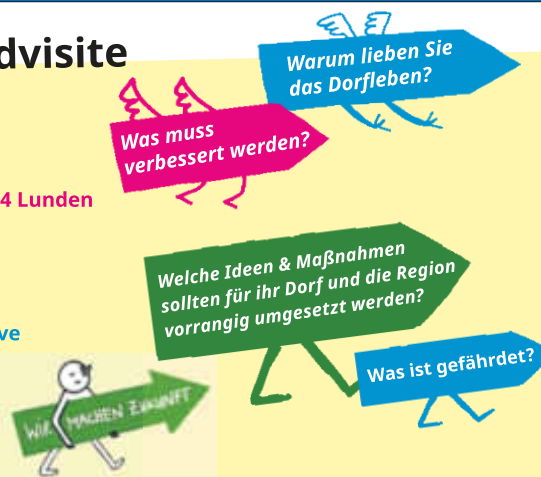 dvisite
Warum lieben Sie
das Dorfleben?
Was muss
verbessert werden?
4 Lunden
Welche Ideen & Maßnahmen
sollten für ihr Dorf und die Region
vorrangig umgesetzt werden?
ve
Was ist gefährdet?
WIR MACHEN ZUKUNFT